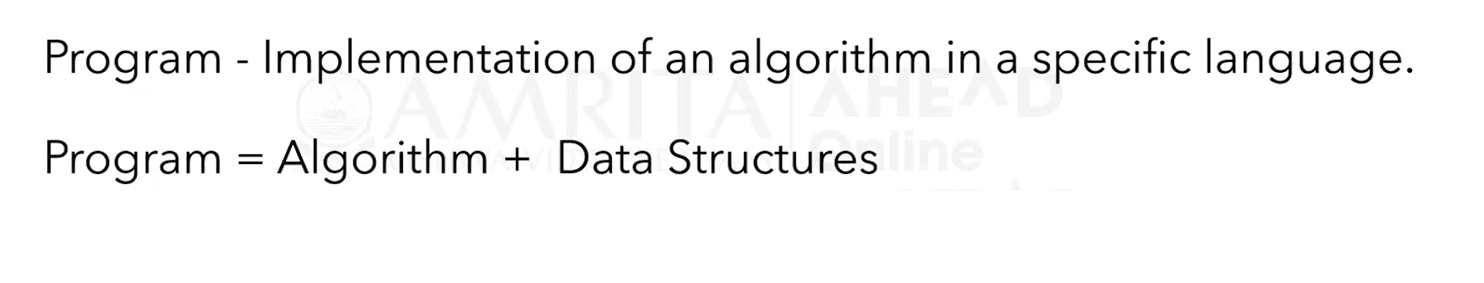 Program - Implementation of an algorithm in a specific language.
AMRITA AHEAD
Program = Algorithm + Data Structures
Online